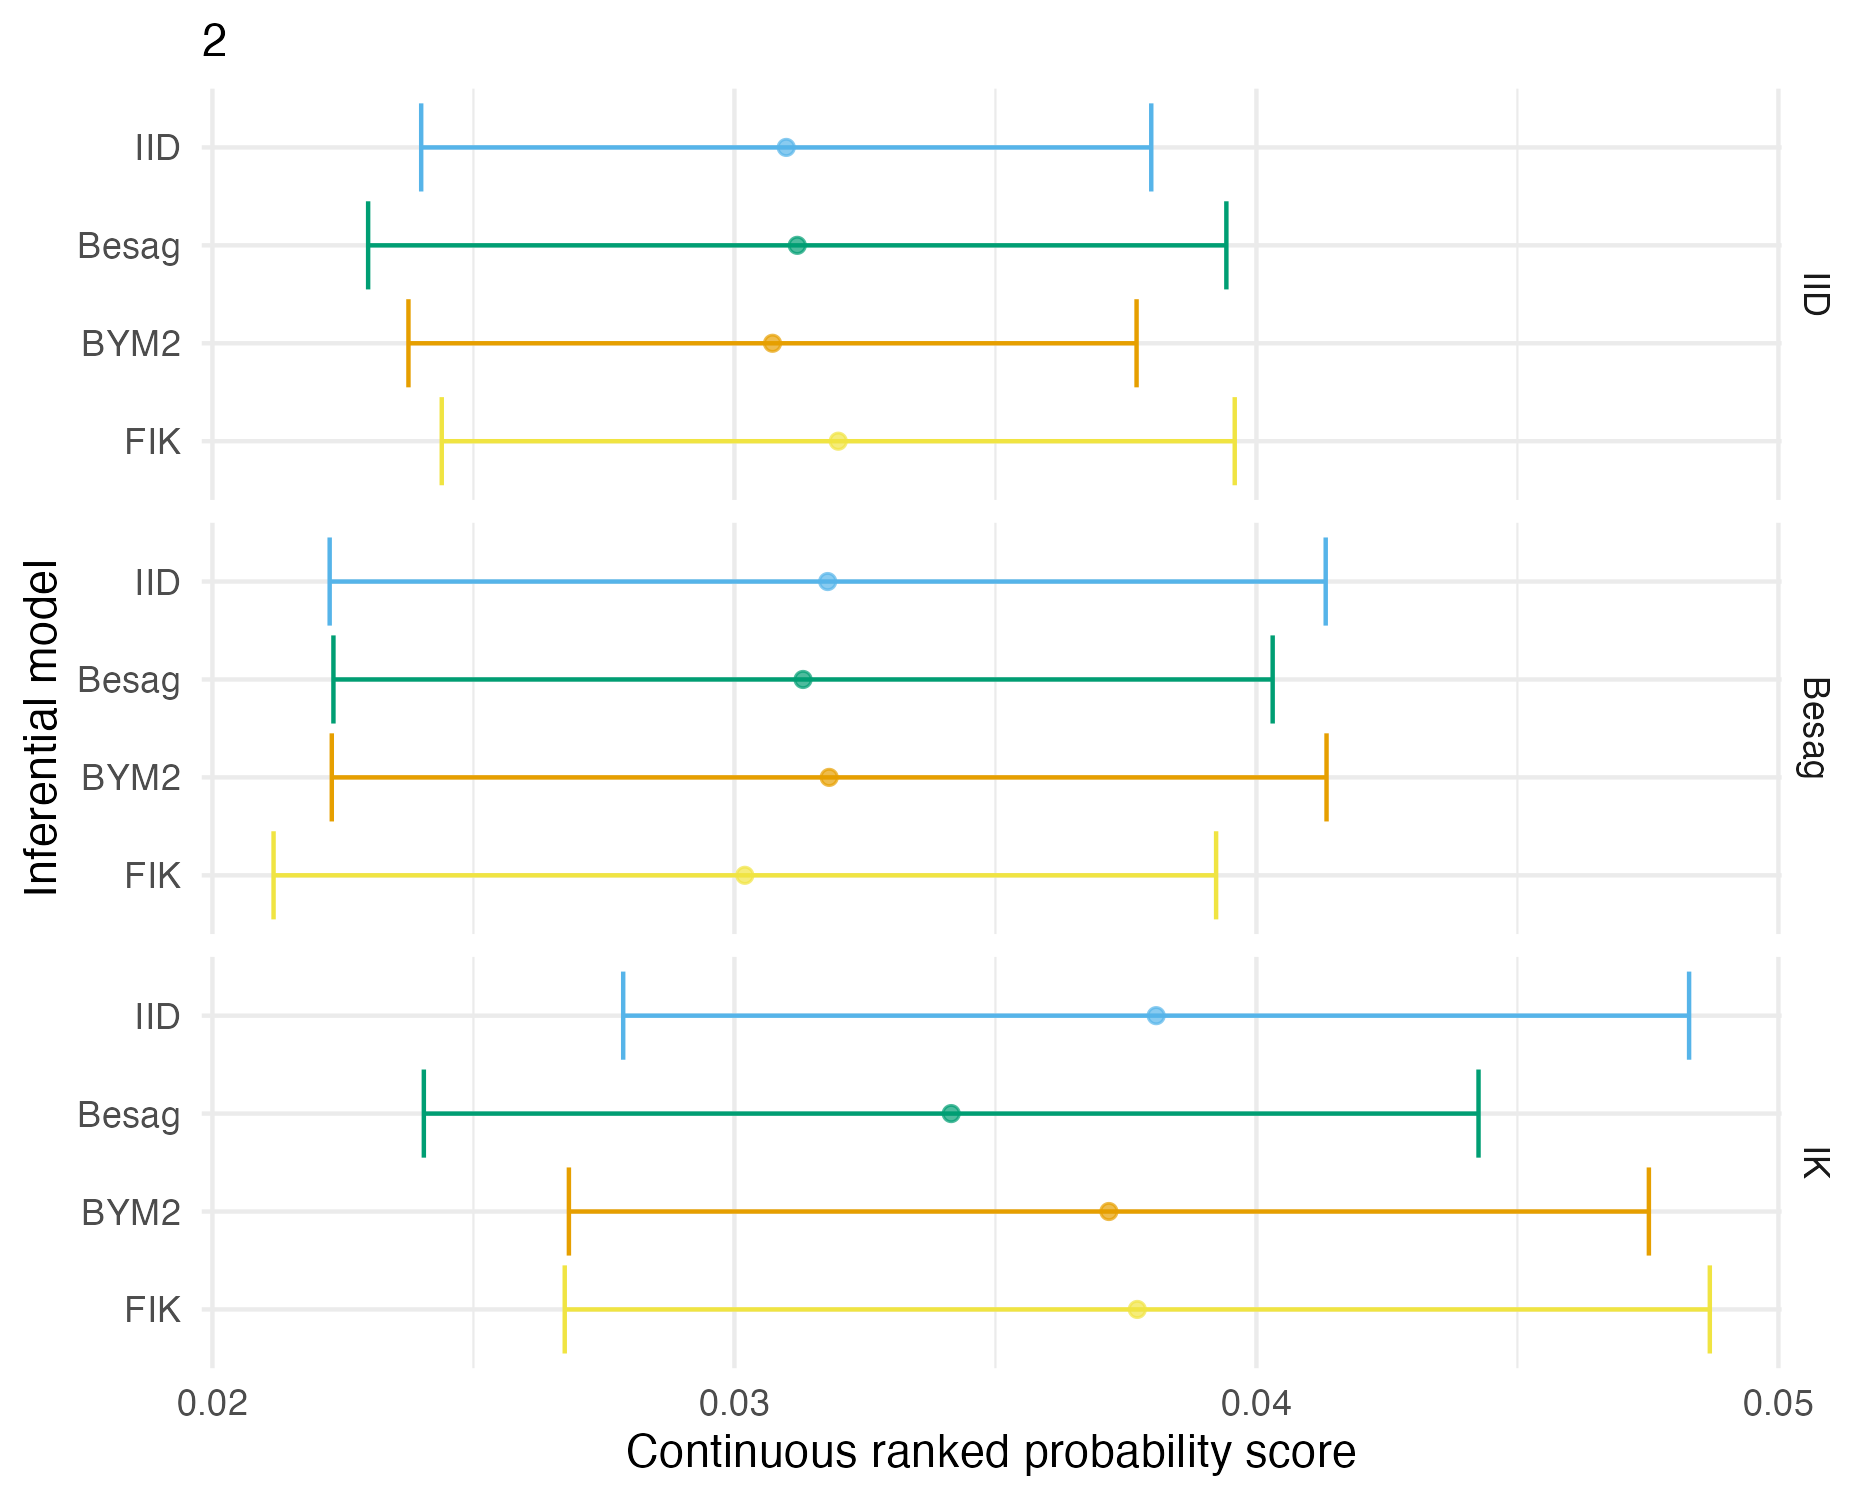 2
IID
Besag
BYM2
FIK
IID
IID
Besag
BYM2
FIK
Besag
IID
Besag
BYM2
FIK
IK
Inferential model
0.02
0.03
0.04
0.05
Continuous ranked probability score